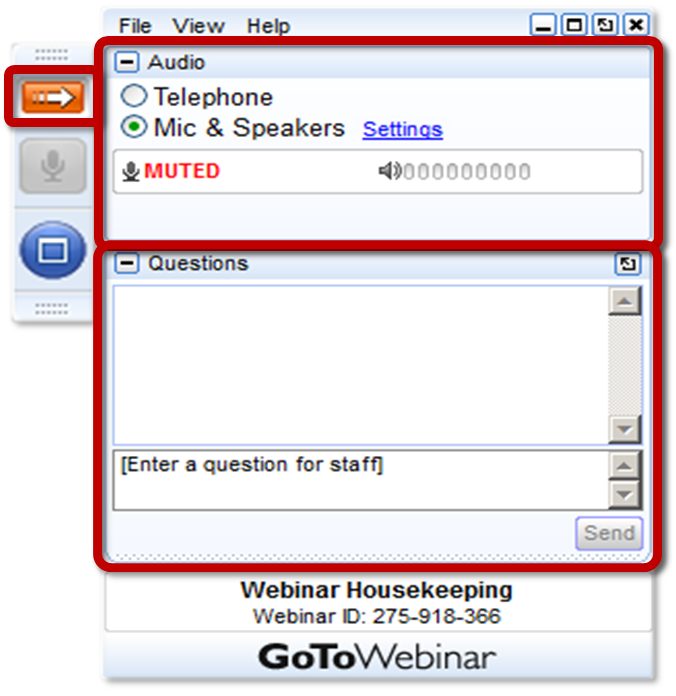 File View Help
Audio
Telephone
Mic & Speakers Settings
MUTED 000000000
Questions
[Enter a question for staff]
Send
Webinar Housekeeping
Webinar ID: 275-918-366
GoToWebinar